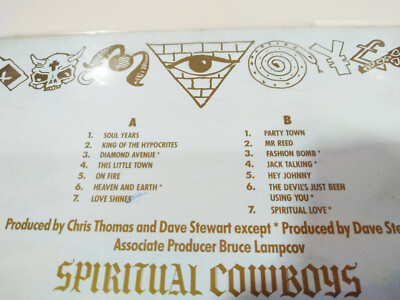 A
1. SOUL YEARS
2. KING OF THE HYPOCRITES
3. DIAMOND AVENUE *
4. THIS LITTLE TOWN
5. ON FIRE
6. HEAVEN AND EARTH *
7. LOVE SHINES
B
1. PARTY TOWN
2. MR REED
3. FASHION BOMB *
4. JACK TALKING *
5. HEY JOHNNY
6. THE DEVIL'S JUST BEEN
USING YOU *
7. SPIRITUAL LOVE *
Produced by Chris Thomas and Dave Stewart except * Produced by Dave Ste
Associate Producer Bruce Lampcov
SPIRITUAL COWBOYS